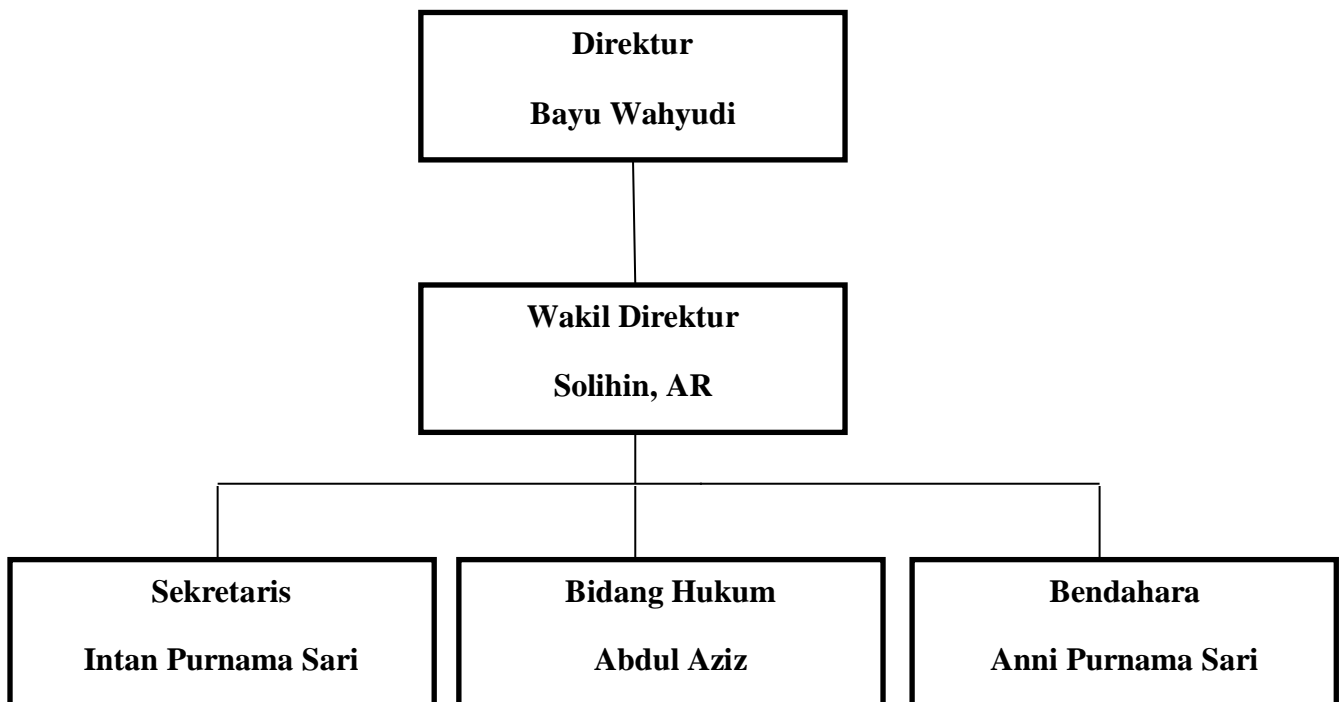 Direktur
Bayu Wahyudi
Wakil Direktur
Solihin, AR
Sekretaris
Intan Purnama Sari
Bidang Hukum
Abdul Aziz
Bendahara
Anni Purnama Sari